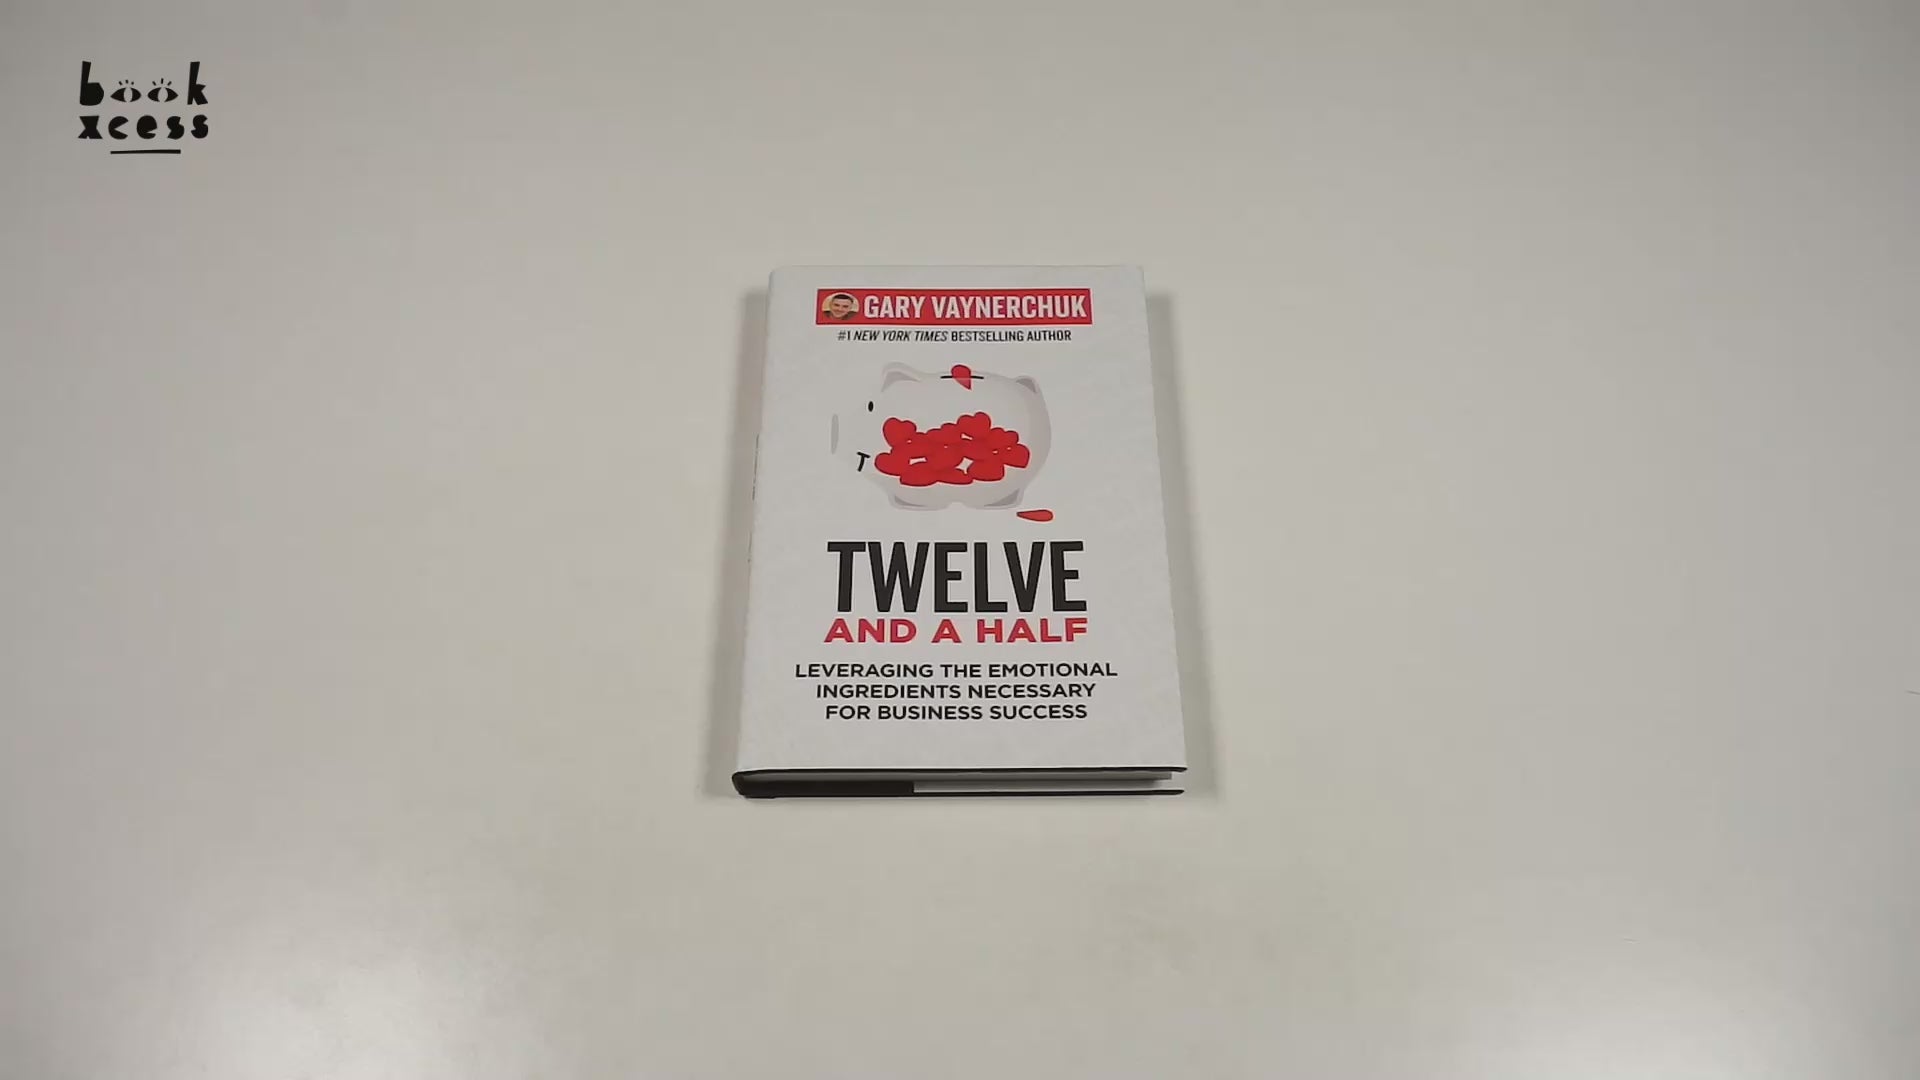 book
xcess
GARY VAYNERCHUK
#1 NEW YORK TIMES BESTSELLING AUTHOR
TWELVE
AND A HALF
LEVERAGING THE EMOTIONAL
INGREDIENTS NECESSARY
FOR BUSINESS SUCCESS